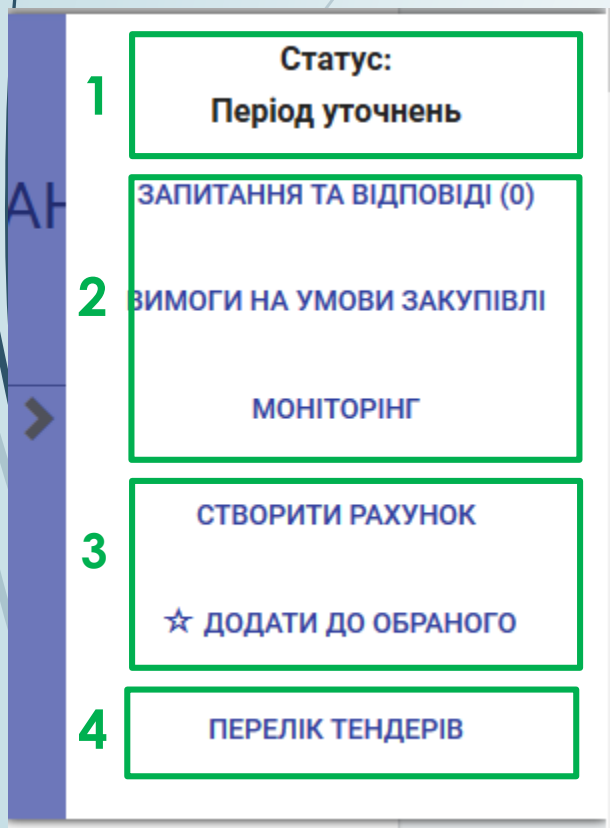 1
Статус:
Період уточнень
АН
2
ЗАПИТАННЯ ТА ВІДПОВІДІ (0)
ВИМОГИ НА УМОВИ ЗАКУПІВЛІ
МОНІТОРІНГ
3
СТВОРИТИ РАХУНОК
☆ ДОДАТИ ДО ОБРАНОГО
4
ПЕРЕЛІК ТЕНДЕРІВ